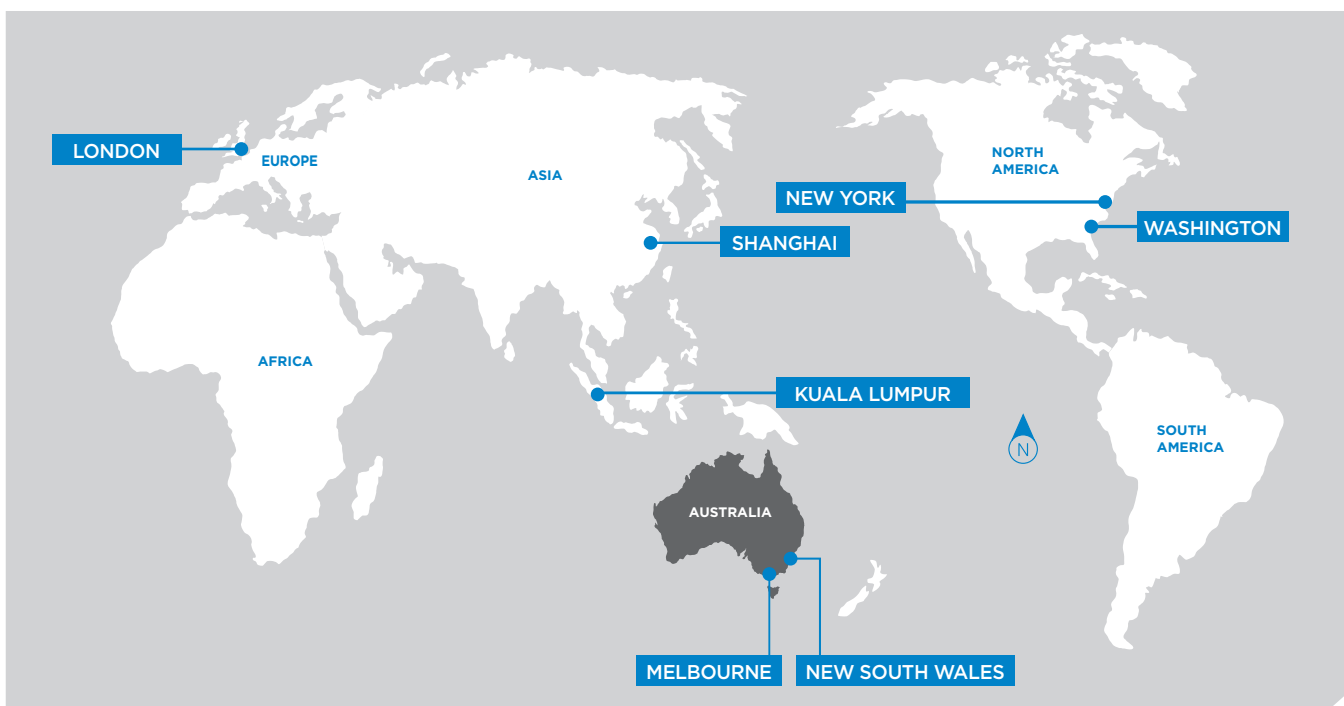 LONDON
EUROPE
ASIA
NORTH
AMERICA
NEW YORK
WASHINGTON
SHANGHAI
AFRICA
KUALA LUMPUR
N
SOUTH
AMERICA
AUSTRALIA
MELBOURNE
NEW SOUTH WALES